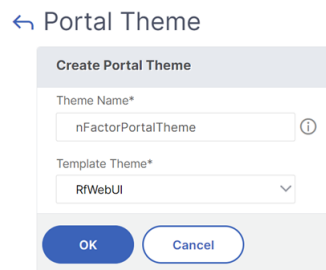 Portal Theme
Create Portal Theme
Theme Name*
nFactorPortalTheme
Template Theme*
RfWebUI
OK Cancel